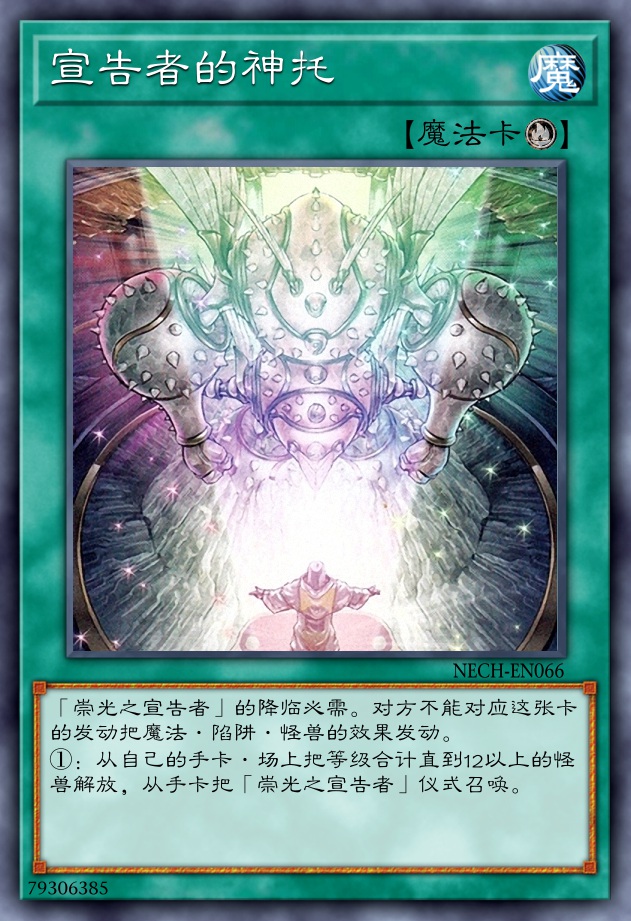 宣告者的神托
魔
【魔法卡】
NECH-EN066
「崇光之宣告者」的降临必需。对方不能对应这张卡
的发动把魔法·陷阱·怪兽的效果发动。
①：从自己的手卡·场上把等级合计直到12以上的怪
兽解放，从手卡把「崇光之宣告者」仪式召唤。
79306385